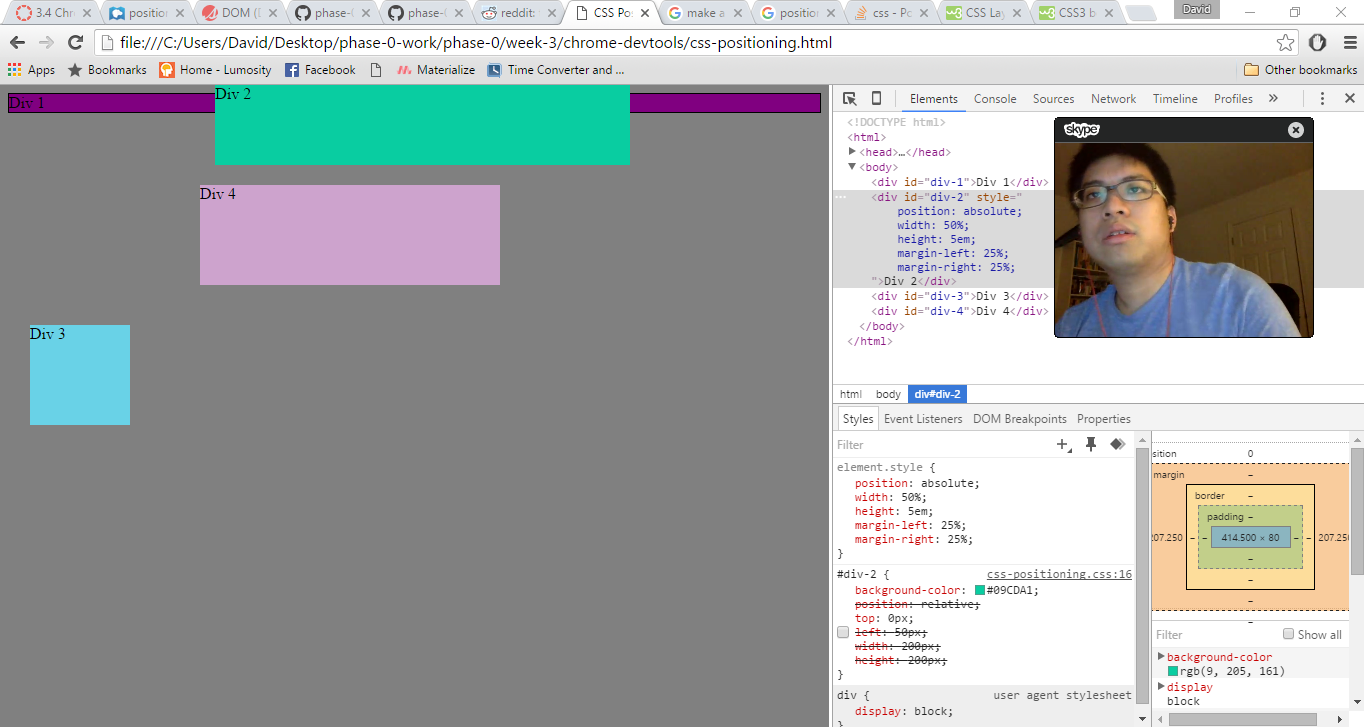 3.4 Chr
position
DOM (D
phase-0
phase-0
reddit:
CSS Pos
make a
position
css - Po
CSS Lay
CSS3 b
David
file:///C:/Users/David/Desktop/phase-0-work/phase-0/week-3/chrome-devtools/css-positioning.html
Apps Bookmarks Home - Lumosity Facebook Materialize Time Converter and ... Other bookmarks
Div 1
Div 2
Div 4
Div 3
Elements Console Sources Network Timeline Profiles »
<!DOCTYPE html>
<html>
<head>…</head>
<body>
<div id="div-1">Div 1</div>
<div id="div-2" style="
position: absolute;
width: 50%;
height: 5em;
margin-left: 25%;
margin-right: 25%;
">Div 2</div>
<div id="div-3">Div 3</div>
<div id="div-4">Div 4</div>
</body>
</html>
skype
html body div#div-2
Styles Event Listeners DOM Breakpoints Properties
Filter
element.style {
position: absolute;
width: 50%;
height: 5em;
margin-left: 25%;
margin-right: 25%;
}
#div-2 { css-positioning.css:16
background-color: #09CDA1;
position: relative;
top: 0px;
left: 50px;
width: 200px;
height: 200px;
}
div { user agent stylesheet
display: block;
}
sition 0
margin –
border –
padding –
207.250 – – 414.500 × 80 – – 207.250
–
–
–
–
Filter Show all
background-color
rgb(9, 205, 161)
display
block